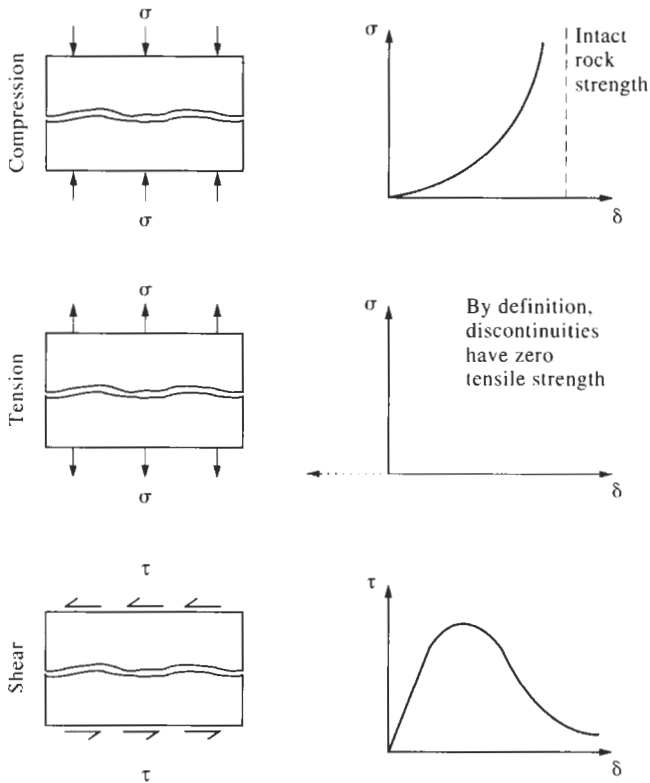 σ
Compression
σ
σ
Intact
rock
strength
δ
σ
Tension
σ
σ
By definition,
discontinuities
have zero
tensile strength
δ
τ
Shear
τ
τ
δ